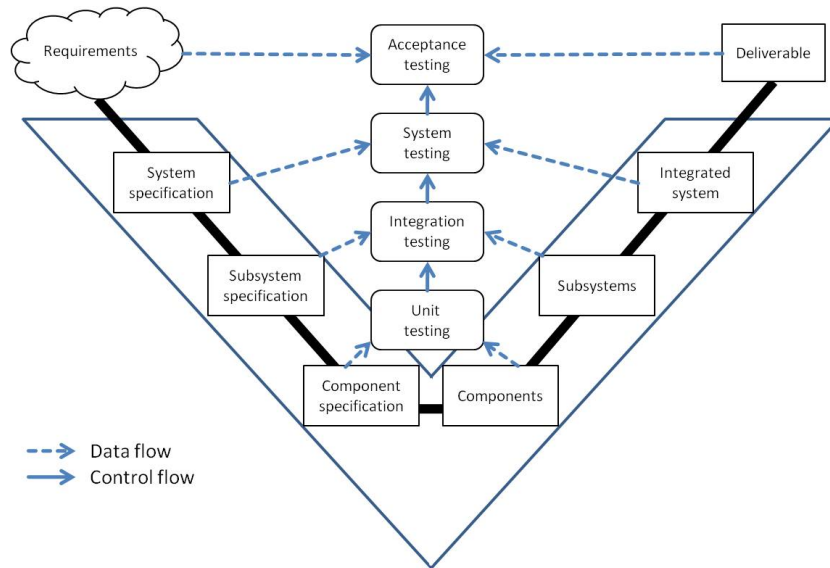 Requirements
Acceptance
testing
Deliverable
System
testing
System
specification
Integrated
system
Integration
testing
Subsystem
specification
Subsystems
Unit
testing
Component
specification
Components
Data flow
Control flow